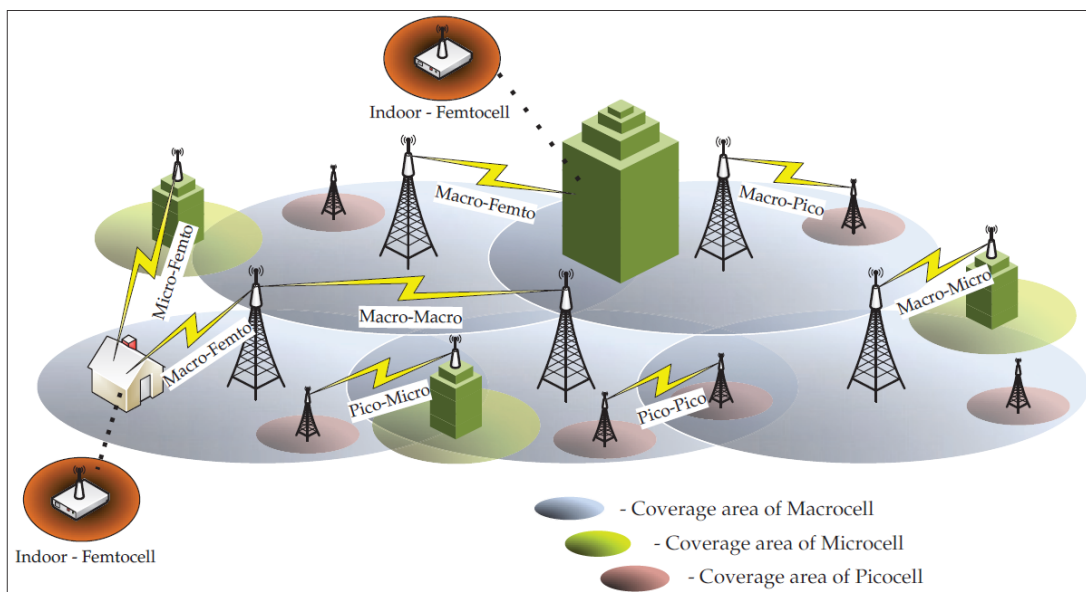 Indoor - Femtocell
Macro-Femto
Macro-Pico
Micro-Femto
Macro-Femto
Macro-Macro
Macro-Micro
Pico-Micro
Pico-Pico
Indoor - Femtocell
- Coverage area of Macrocell
- Coverage area of Microcell
- Coverage area of Picocell